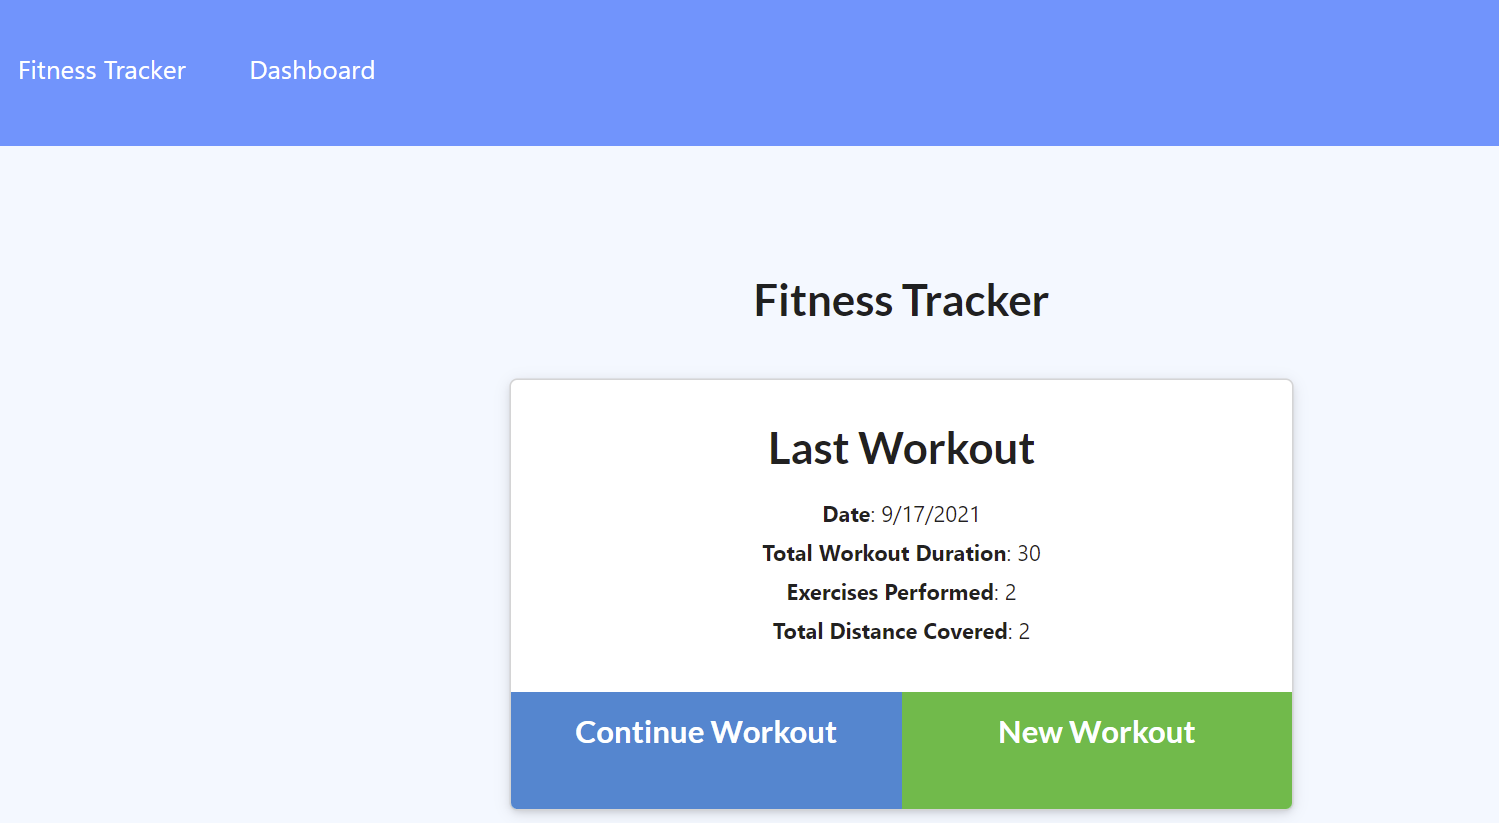 Fitness Tracker Dashboard
Fitness Tracker
Last Workout
Date: 9/17/2021
Total Workout Duration: 30
Exercises Performed: 2
Total Distance Covered: 2
Continue Workout New Workout